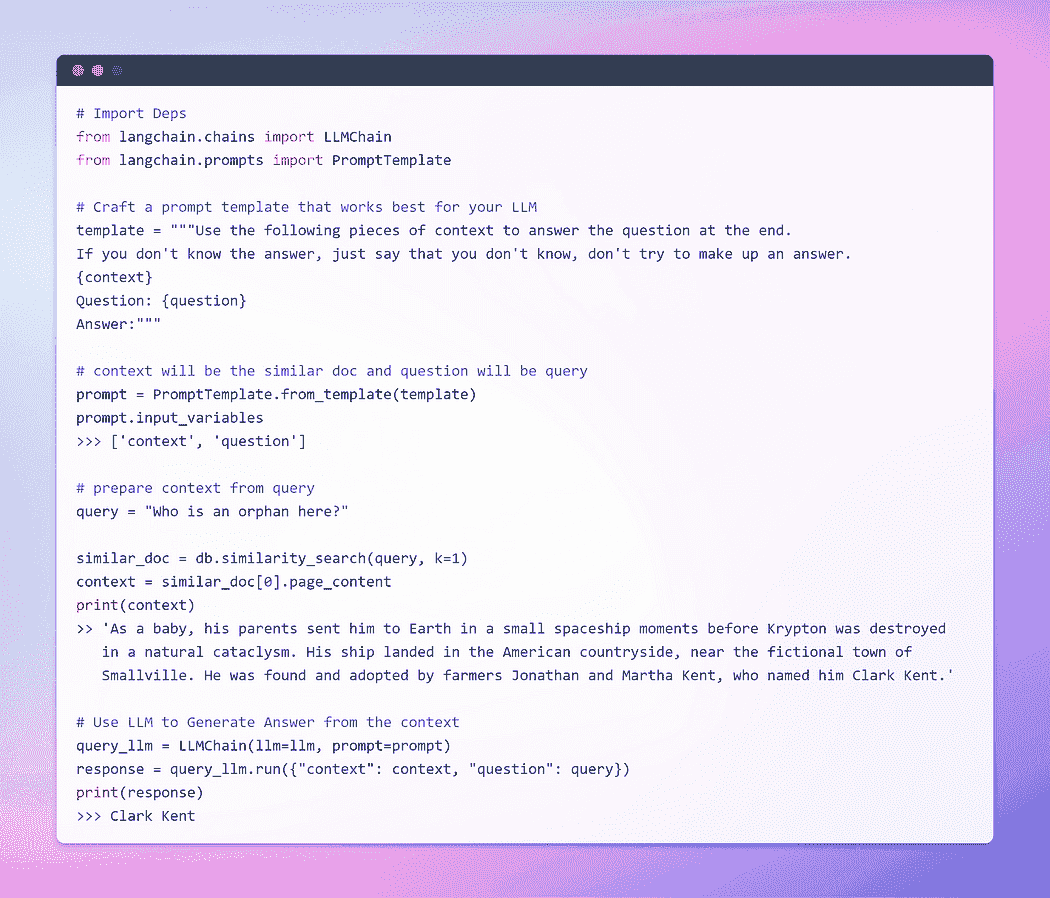 # Import Deps
from langchain.chains import LLMChain
from langchain.prompts import PromptTemplate
# Craft a prompt template that works best for your LLM
template = """Use the following pieces of context to answer the question at the end.
If you don't know the answer, just say that you don't know, don't try to make up an answer.
{context}
Question: {question}
Answer:"""
# context will be the similar doc and question will be query
prompt = PromptTemplate.from_template(template)
prompt.input_variables
>>> ['context', 'question']
# prepare context from query
query = "Who is an orphan here?"
similar_doc = db.similarity_search(query, k=1)
context = similar_doc[0].page_content
print(context)
>> 'As a baby, his parents sent him to Earth in a small spaceship moments before Krypton was destroyed
in a natural cataclysm. His ship landed in the American countryside, near the fictional town of
Smallville. He was found and adopted by farmers Jonathan and Martha Kent, who named him Clark Kent.'
# Use LLM to Generate Answer from the context
query_llm = LLMChain(llm=llm, prompt=prompt)
response = query_llm.run({"context": context, "question": query})
print(response)
>>> Clark Kent